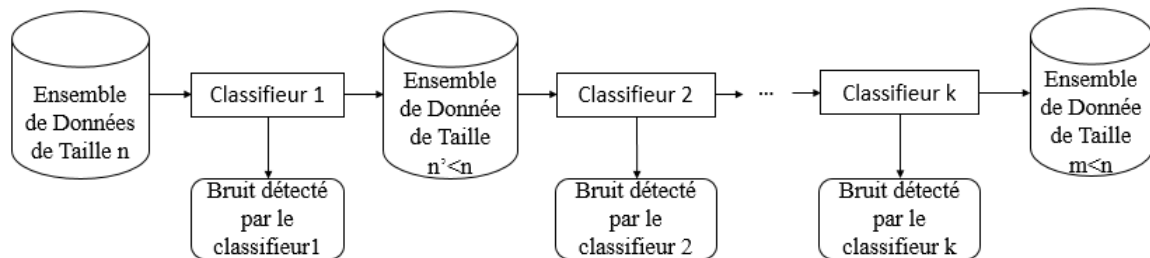 Ensemble
de Données
de Taille n
Classifieur 1
Ensemble
de Donnée
de Taille
n'<n
Classifieur 2
...
Classifieur k
Ensemble
de Donnée
de Taille
m<n
Bruit détecté
par le
classifieur1
Bruit détecté
par le
classifieur 2
Bruit détecté
par le
classifieur k